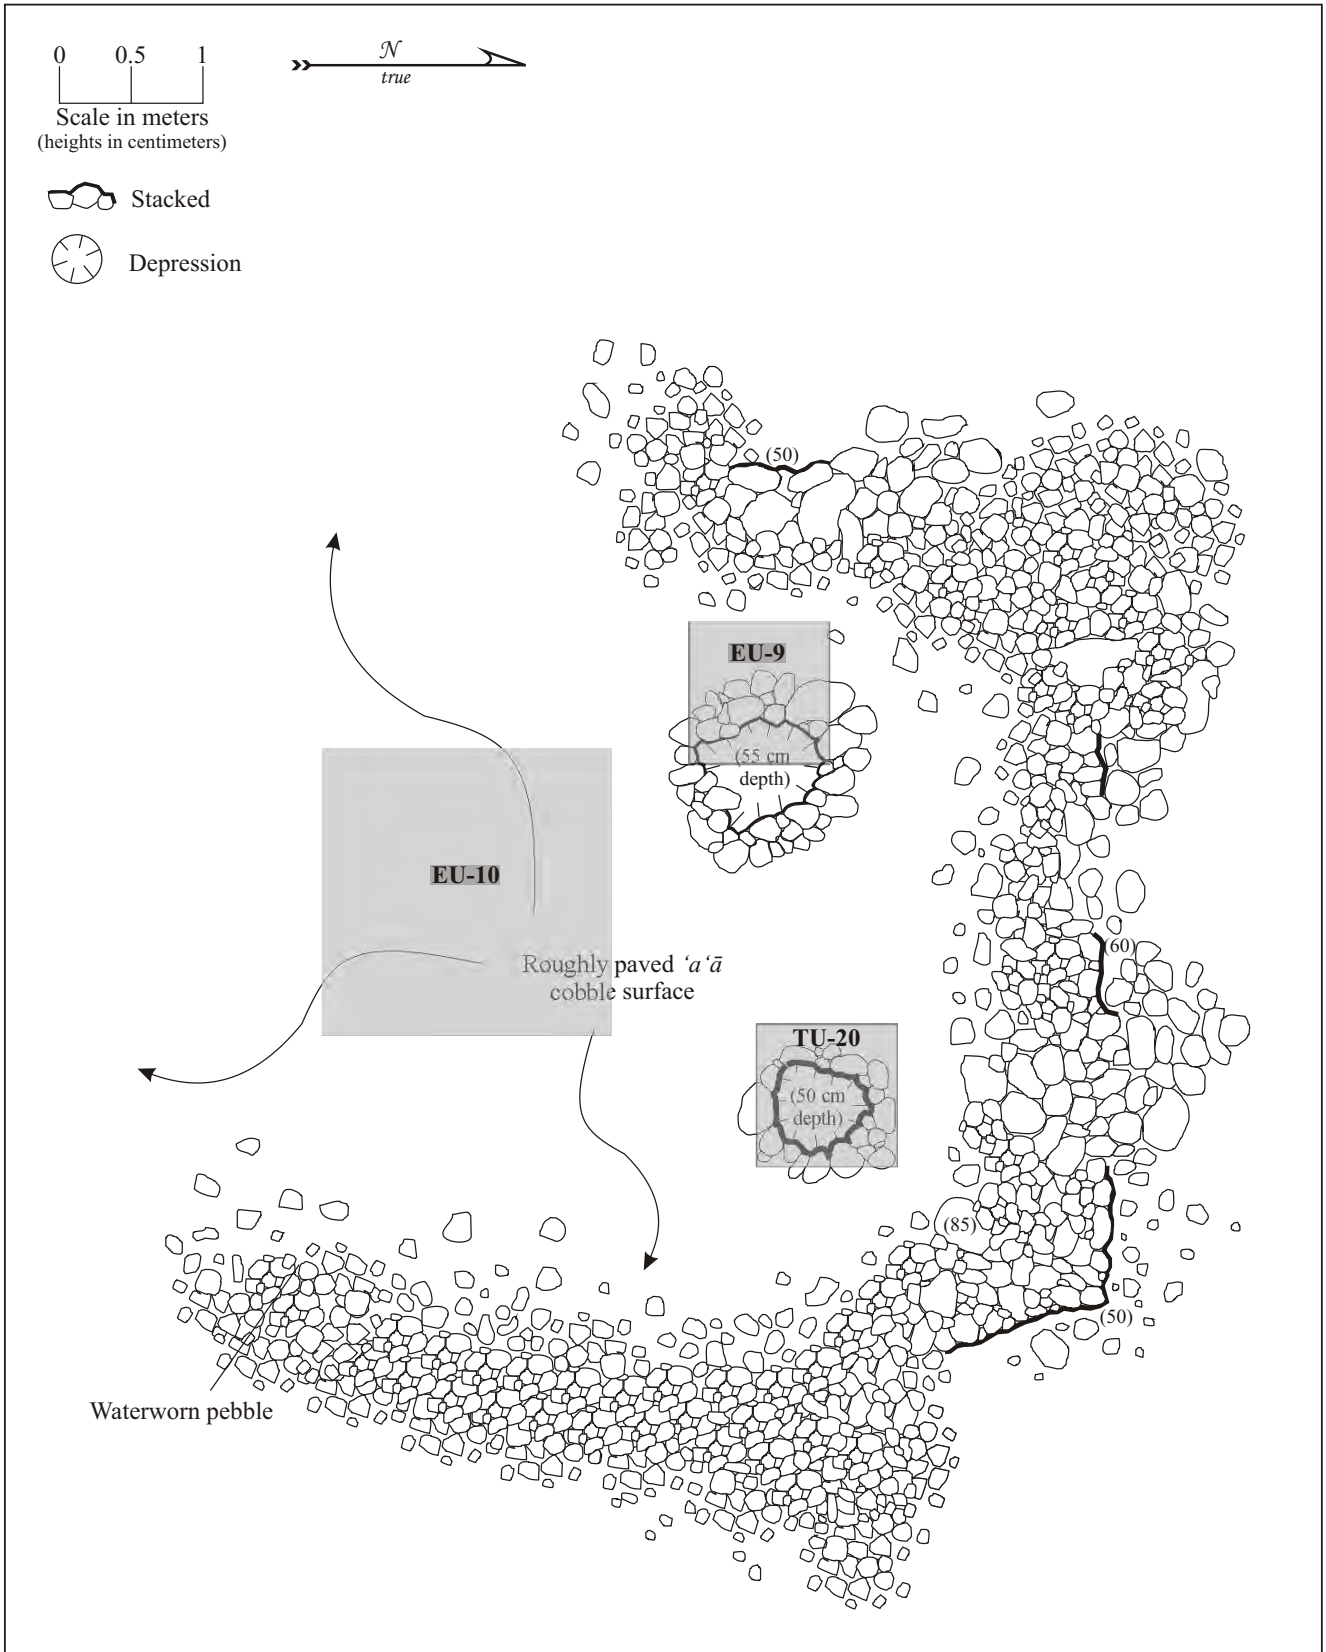 0 0.5 1
Scale in meters
(heights in centimeters)
N
true
Stacked
Depression
(50)
EU-9
(55 cm
depth)
EU-10
(60)
Roughly paved ‘a‘ā
cobble surface
TU-20
(50 cm
depth)
(85)
(50)
Waterworn pebble